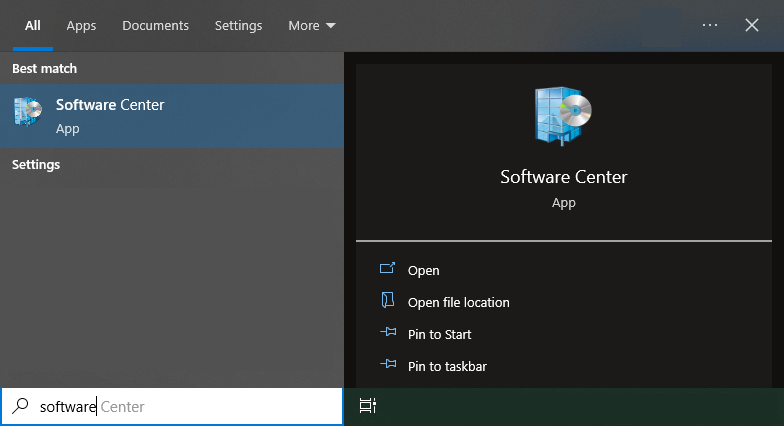 All Apps Documents Settings More
Best match
Software Center
App
Settings
Software Center
App
Open
Open file location
Pin to Start
Pin to taskbar
software Center